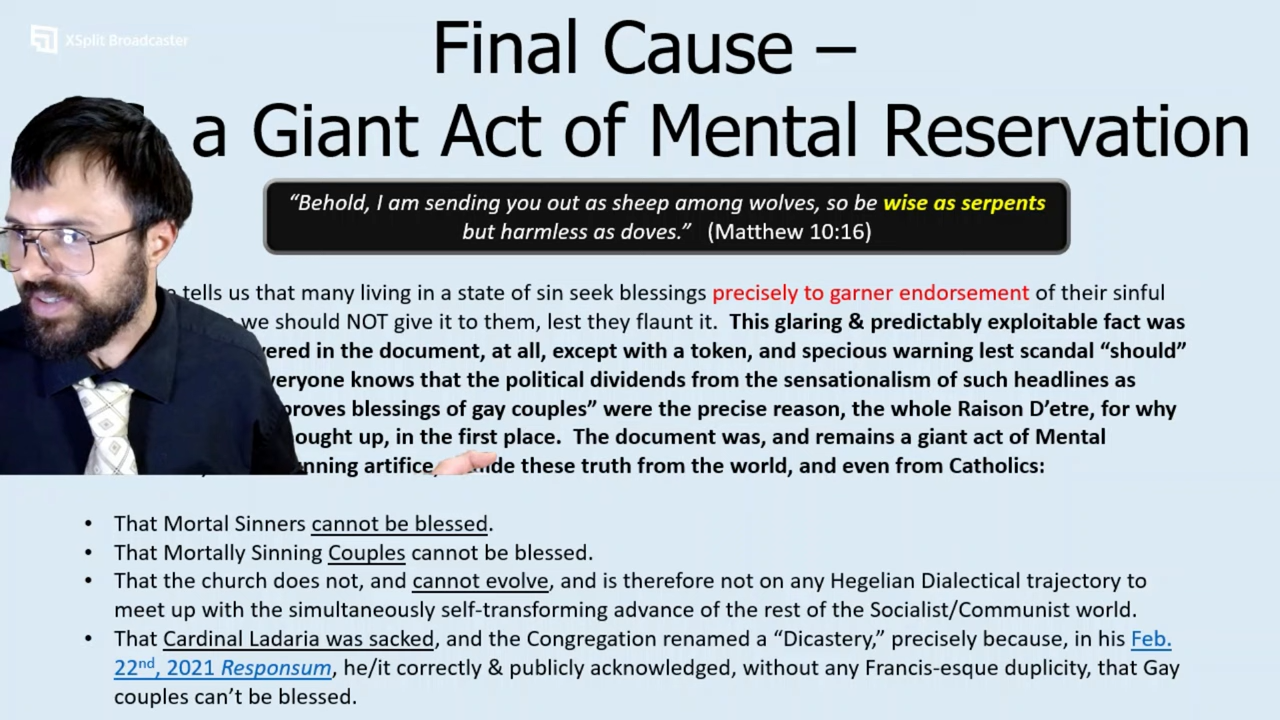 XSplit Broadcaster
Final Cause –
a Giant Act of Mental Reservation
“Behold, I am sending you out as sheep among wolves, so be wise as serpents
but harmless as doves.” (Matthew 10:16)
tells us that many living in a state of sin seek blessings precisely to garner endorsement of their sinful
we should NOT give it to them, lest they flaunt it. This glaring & predictably exploitable fact was
in the document, at all, except with a token, and specious warning lest scandal “should”
everyone knows that the political dividends from the sensationalism of such headlines as
blessings of gay couples” were the precise reason, the whole Raison D’etre, for why
up, in the first place. The document was, and remains a giant act of Mental
artifice, these truth from the world, and even from Catholics:
• That Mortal Sinners cannot be blessed.
• That Mortally Sinning Couples cannot be blessed.
• That the church does not, and cannot evolve, and is therefore not on any Hegelian Dialectical trajectory to
meet up with the simultaneously self-transforming advance of the rest of the Socialist/Communist world.
• That Cardinal Ladaria was sacked, and the Congregation renamed a “Dicastery,” precisely because, in his Feb.
22nd, 2021 Responsum, he/it correctly & publicly acknowledged, without any Francis-esque duplicity, that Gay
couples can’t be blessed.